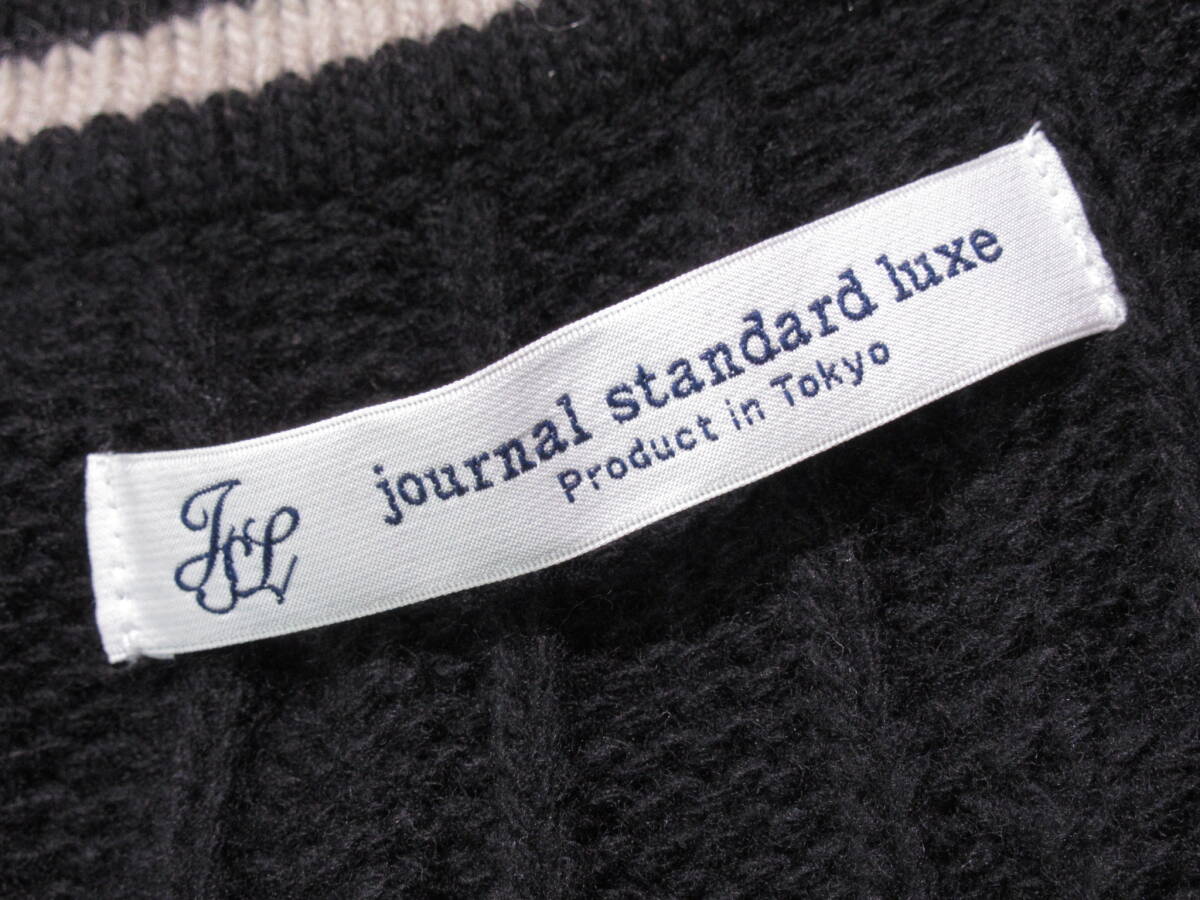 JSL
journal standard luxe
Product in Tokyo